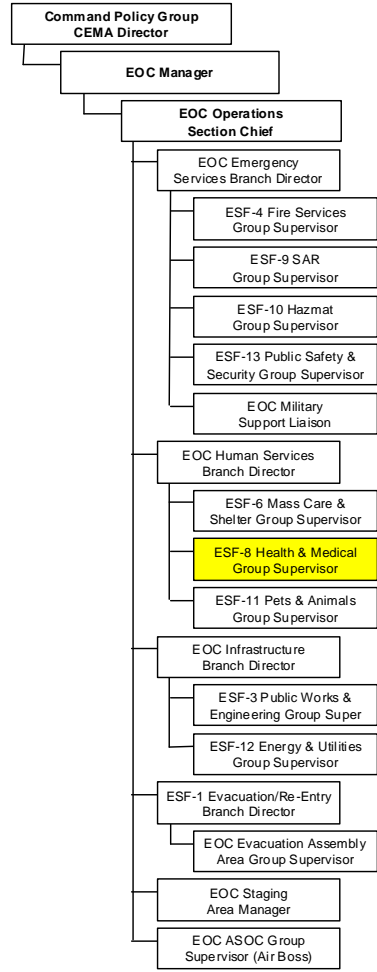 Command Policy Group
CEMA Director
EOC Manager
EOC Operations
Section Chief
EOC Emergency
Services Branch Director
ESF-4 Fire Services
Group Supervisor
ESF-9 SAR
Group Supervisor
ESF-10 Hazmat
Group Supervisor
ESF-13 Public Safety &
Security Group Supervisor
EOC Military
Support Liaison
EOC Human Services
Branch Director
ESF-6 Mass Care &
Shelter Group Supervisor
ESF-8 Health & Medical
Group Supervisor
ESF-11 Pets & Animals
Group Supervisor
EOC Infrastructure
Branch Director
ESF-3 Public Works &
Engineering Group Super
ESF-12 Energy & Utilities
Group Supervisor
ESF-1 Evacuation/Re-Entry
Branch Director
EOC Evacuation Assembly
Area Group Supervisor
EOC Staging
Area Manager
EOC ASOC Group
Supervisor (Air Boss)